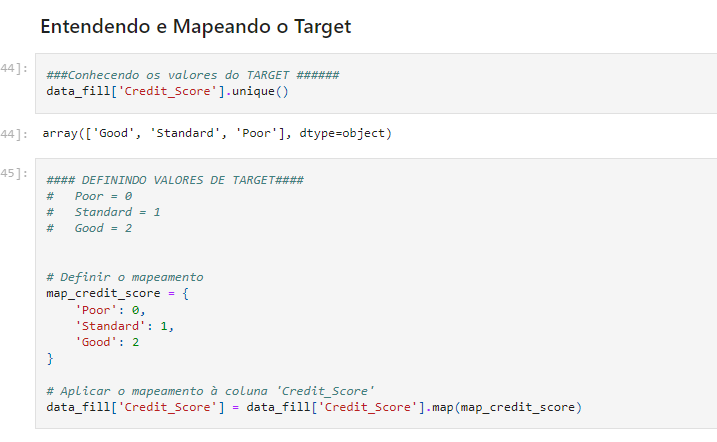 Entendendo e Mapeando o Target
44]:
###Conhecendo os valores do TARGET ######
data_fill['Credit_Score'].unique()
44]:
array(['Good', 'Standard', 'Poor'], dtype=object)
45]:
#### DEFININDO VALORES DE TARGET####
#   Poor = 0
#   Standard = 1
#   Good = 2
# Definir o mapeamento
map_credit_score = {
    'Poor': 0,
    'Standard': 1,
    'Good': 2
}
# Aplicar o mapeamento à coluna 'Credit_Score'
data_fill['Credit_Score'] = data_fill['Credit_Score'].map(map_credit_score)